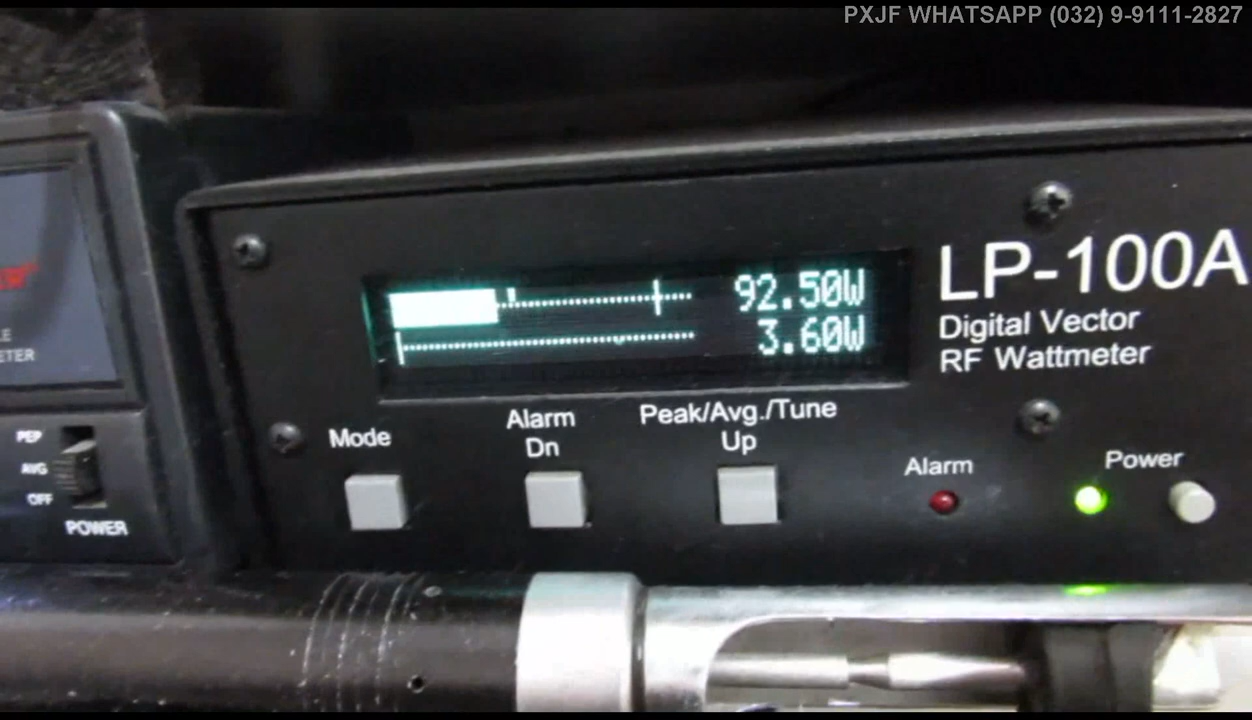 PXJF WHATSAPP (032) 9-9111-2827
92.50W
3.60W
LP-100A
Digital Vector
RF Wattmeter
Mode
Alarm
Dn
Peak/Avg./Tune
Up
Alarm
Power
PEP
AVG
OFF
POWER